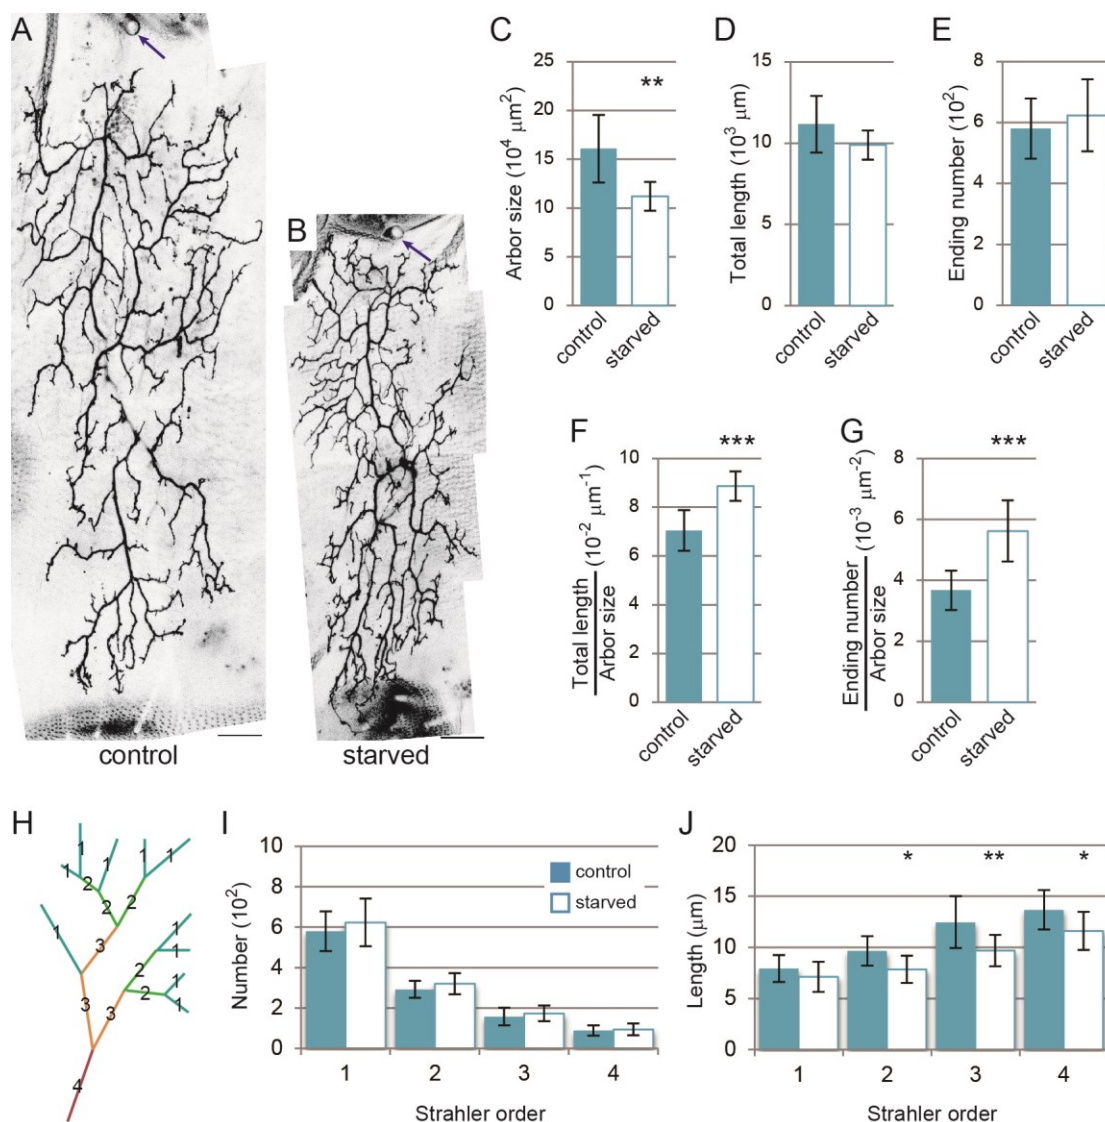 A
control
B
starved
C
Arbor size (10⁴ μm²)
25
20
15
10
5
0
**
control
starved
D
Total length (10³ μm)
15
10
5
0
control
starved
E
Ending number (10²)
8
6
4
2
0
control
starved
F
Total length
Arbor size
(10⁻² μm⁻¹)
10
8
6
4
2
0
***
control
starved
G
Ending number
Arbor size
(10⁻³ μm⁻²)
8
6
4
2
0
***
control
starved
H
1
1
1
1
1
2
2
2
1
3
2
1
1
2
1
1
3
3
4
I
Number (10²)
10
8
6
4
2
0
control
starved
1 2 3 4
Strahler order
J
Length (μm)
20
15
10
5
0
* ** *
1 2 3 4
Strahler order